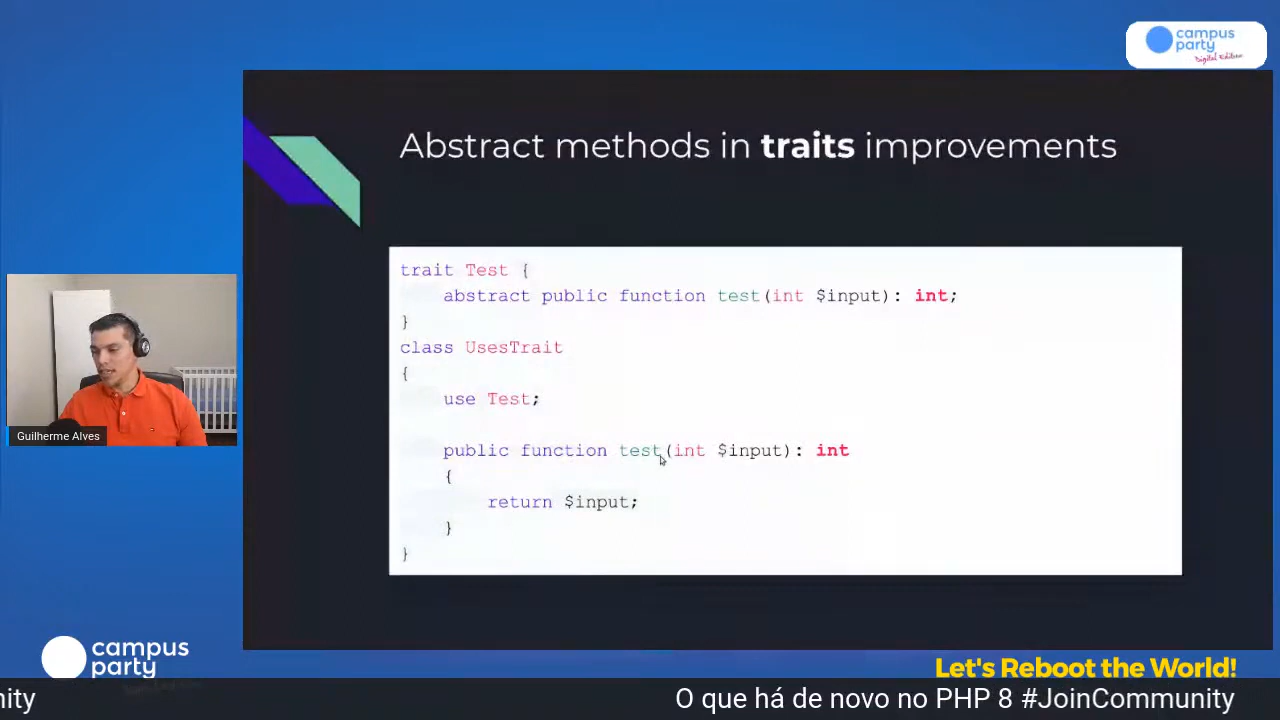 campus
party
Digital Edition
Abstract methods in traits improvements
trait Test {
    abstract public function test(int $input): int;
}
class UsesTrait
{
    use Test;

    public function test(int $input): int
    {
        return $input;
    }
}
Guilherme Alves
campus
party
Let's Reboot the World!
nity
O que há de novo no PHP 8 #JoinCommunity